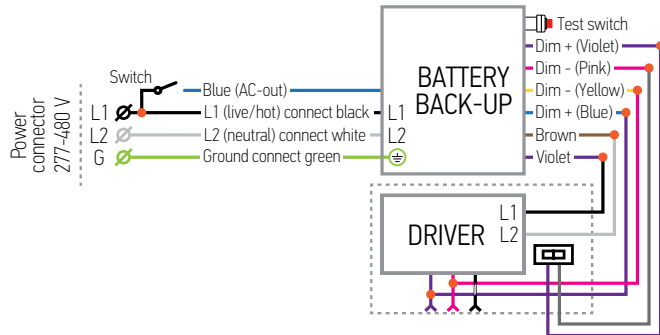 Test switch
Dim + (Violet)
BATTERY
BACK-UP
Dim - (Pink)
Switch
Blue (AC-out)
Dim - (Yellow)
Power
connector
277-480 V
L1
L1 (live/hot) connect black
L1
Dim + (Blue)
L2
L2 (neutral) connect white
L2
Brown
G
Ground connect green
Violet
DRIVER
L1
L2